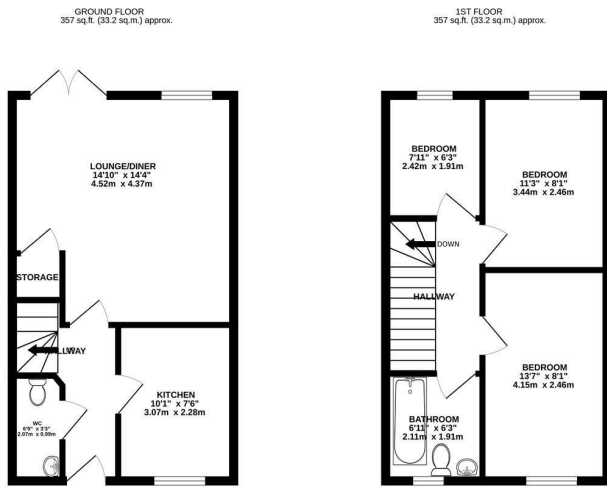 GROUND FLOOR
357 sq.ft. (33.2 sq.m.) approx.
LOUNGE/DINER
14'10" x 14'4"
4.52m x 4.37m
STORAGE
HALLWAY
KITCHEN
10'1" x 7'6"
3.07m x 2.28m
WC
6'9" x 3'3"
2.07m x 0.99m
1ST FLOOR
357 sq.ft. (33.2 sq.m.) approx.
BEDROOM
7'11" x 6'3"
2.42m x 1.91m
BEDROOM
11'3" x 8'1"
3.44m x 2.46m
DOWN
HALLWAY
BEDROOM
13'7" x 8'1"
4.15m x 2.46m
BATHROOM
6'11" x 6'3"
2.11m x 1.91m